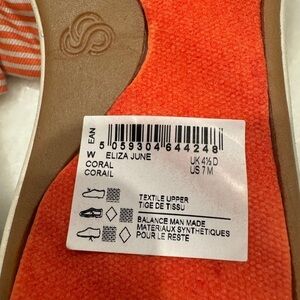 EAN
5 059304 644248
W ELIZA JUNE
CORAL
CORAIL
UK 4½ D
US 7 M
TEXTILE UPPER
TIGE DE TISSU
BALANCE MAN MADE
MATERIAUX SYNTHÉTIQUES
POUR LE RESTE